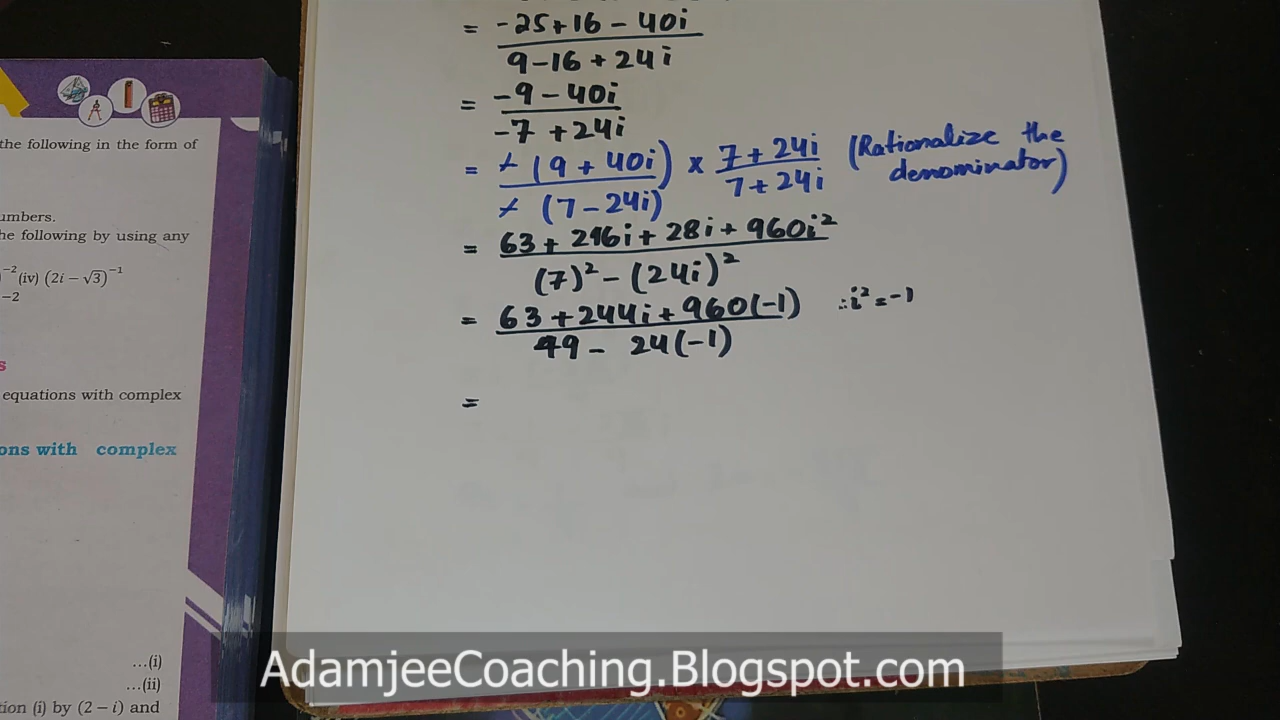 the following in the form of
umbers.
he following by using any
)⁻² (iv) (2i − √3)⁻¹
−2
s
equations with complex
ons with complex
...(i)
...(ii)
tion (i) by (2 − i) and
= -25+16-40i
9-16+24i
= -9-40i
-7+24i
= - (9+40i) x 7+24i (Rationalize the
- (7-24i) 7+24i denominator)
= 63+216i+28i+960i²
(7)²-(24i)²
= 63+244i+960(-1) ∴i²=-1
49-24(-1)
=
AdamjeeCoaching.Blogspot.com